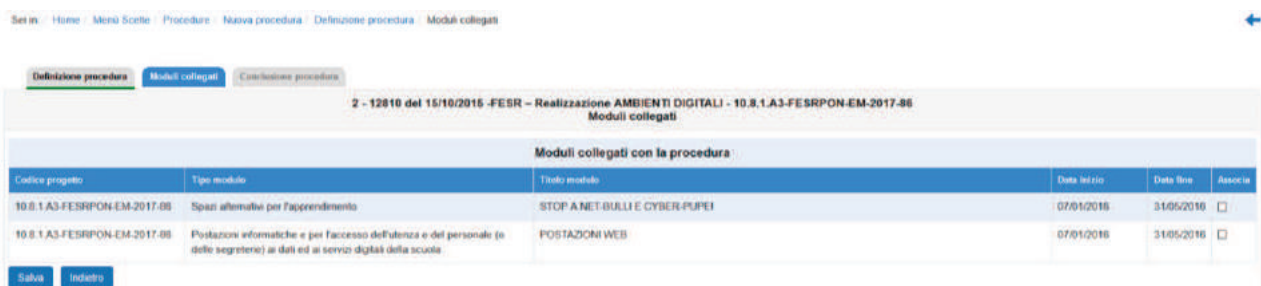 Sei in: / Home / Menù Scelte / Procedure / Nuova procedura / Definizione procedura / Moduli collegati
Definizione procedura Moduli collegati Conclusione procedura
2 - 12810 del 15/10/2015 -FESR – Realizzazione AMBIENTI DIGITALI - 10.8.1.A3-FESRPON-EM-2017-86
Moduli collegati
Moduli collegati con la procedura
Codice progetto Tipo modulo Titolo modulo Data Inizio Data fine Associa
10.8.1.A3-FESRPON-EM-2017-86 Spazi alternativi per l'apprendimento STOP A NET-BULLI E CYBER-PUPE! 07/01/2016 31/05/2016
10.8.1.A3-FESRPON-EM-2017-86 Postazioni informatiche e per l'accesso dell'utenza e del personale (o POSTAZIONI WEB 07/01/2016 31/05/2016
delle segreterie) ai dati ed ai servizi digitali della scuola.
Salva Indietro